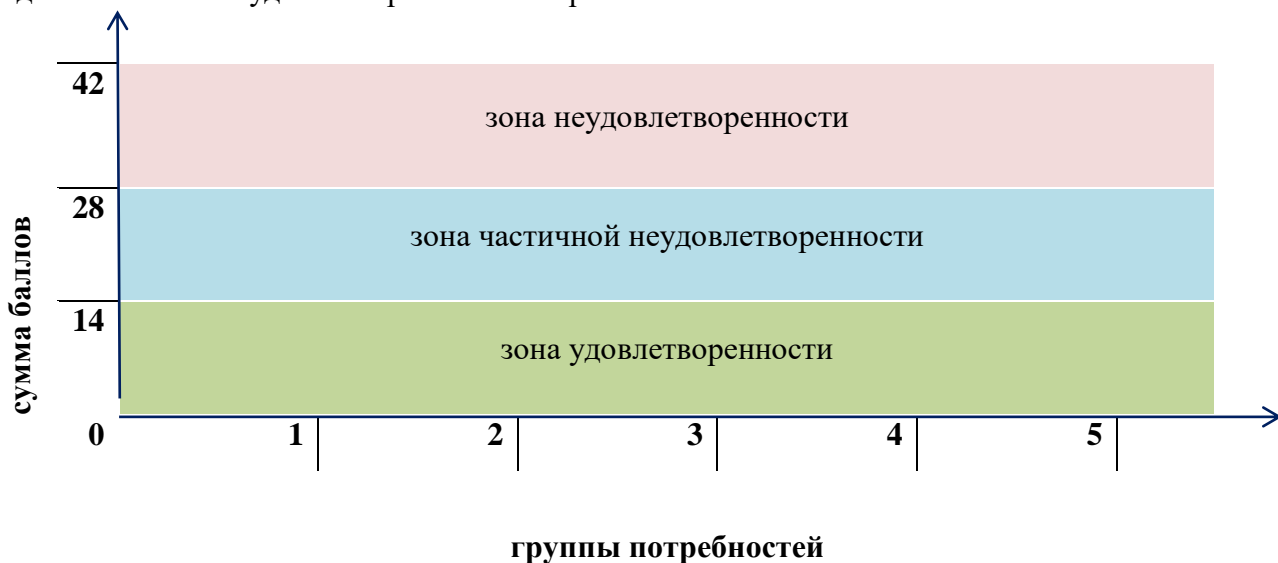 42
зона неудовлетворенности
28
зона частичной неудовлетворенности
14
зона удовлетворенности
сумма баллов
0 1 2 3 4 5
группы потребностей